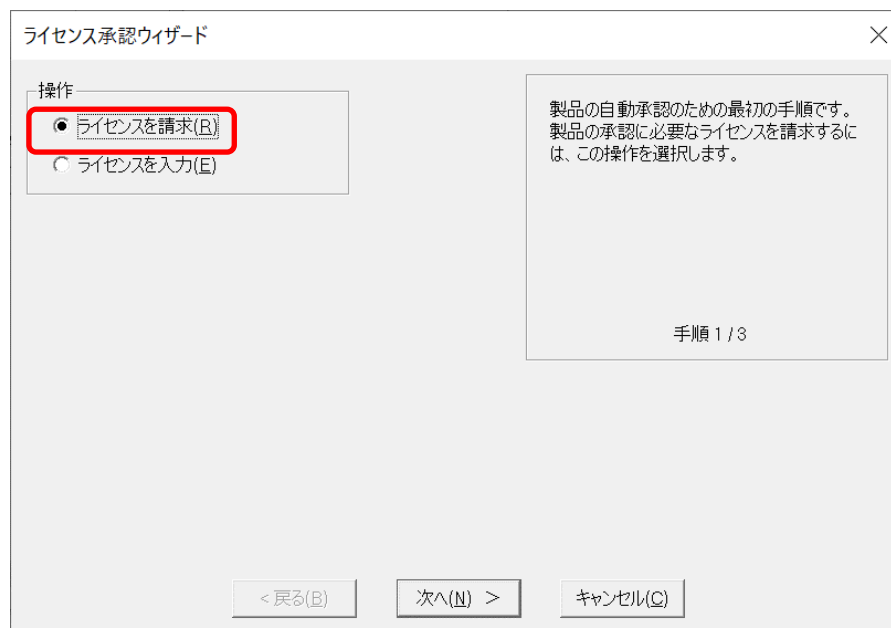 ライセンス承認ウィザード
操作
ライセンスを請求(R)
ライセンスを入力(E)
製品の自動承認のための最初の手順です。
製品の承認に必要なライセンスを請求するに
は、この操作を選択します。
手順 1 / 3
< 戻る(B)
次へ(N) >
キャンセル(C)